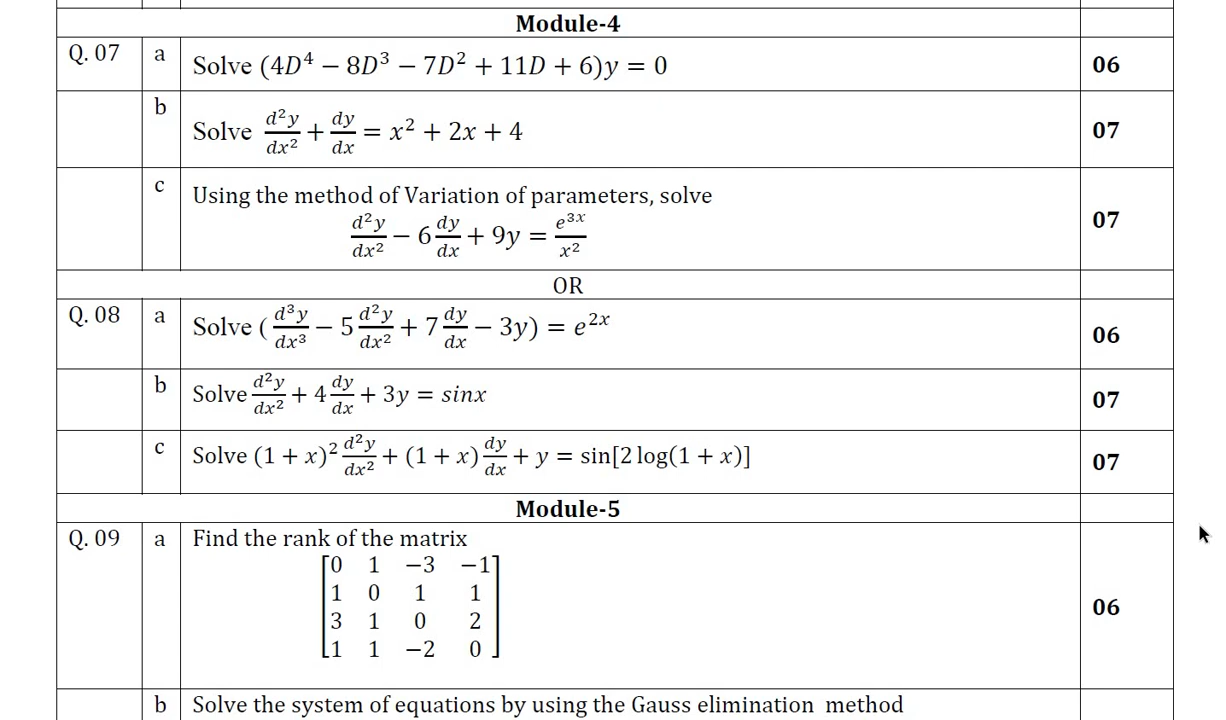 Module-4
Q. 07 a Solve (4D⁴ − 8D³ − 7D² + 11D + 6)y = 0 06
b Solve d²y/dx² + dy/dx = x² + 2x + 4 07
c Using the method of Variation of parameters, solve
d²y/dx² − 6 dy/dx + 9y = e³ˣ/x² 07
OR
Q. 08 a Solve ( d³y/dx³ − 5 d²y/dx² + 7 dy/dx − 3y) = e²ˣ 06
b Solve d²y/dx² + 4 dy/dx + 3y = sinx 07
c Solve (1 + x)² d²y/dx² + (1 + x) dy/dx + y = sin[2 log(1 + x)] 07
Module-5
Q. 09 a Find the rank of the matrix
0 1 −3 −1
1 0 1 1
3 1 0 2
1 1 −2 0
06
b Solve the system of equations by using the Gauss elimination method